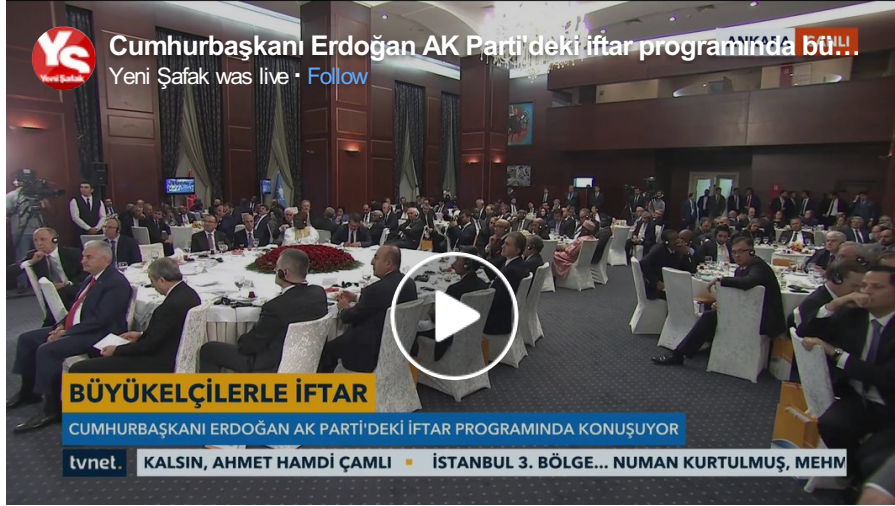 YS
Yeni Şafak
Cumhurbaşkanı Erdoğan AK Parti'deki iftar programında bü...
ANKARA CANLI
Yeni Şafak was live · Follow
BÜYÜKELÇİLERLE İFTAR
CUMHURBAŞKANI ERDOĞAN AK PARTİ'DEKİ İFTAR PROGRAMINDA KONUŞUYOR
tvnet. KALSIN, AHMET HAMDİ ÇAMLI ▪ İSTANBUL 3. BÖLGE... NUMAN KURTULMUŞ, MEHM